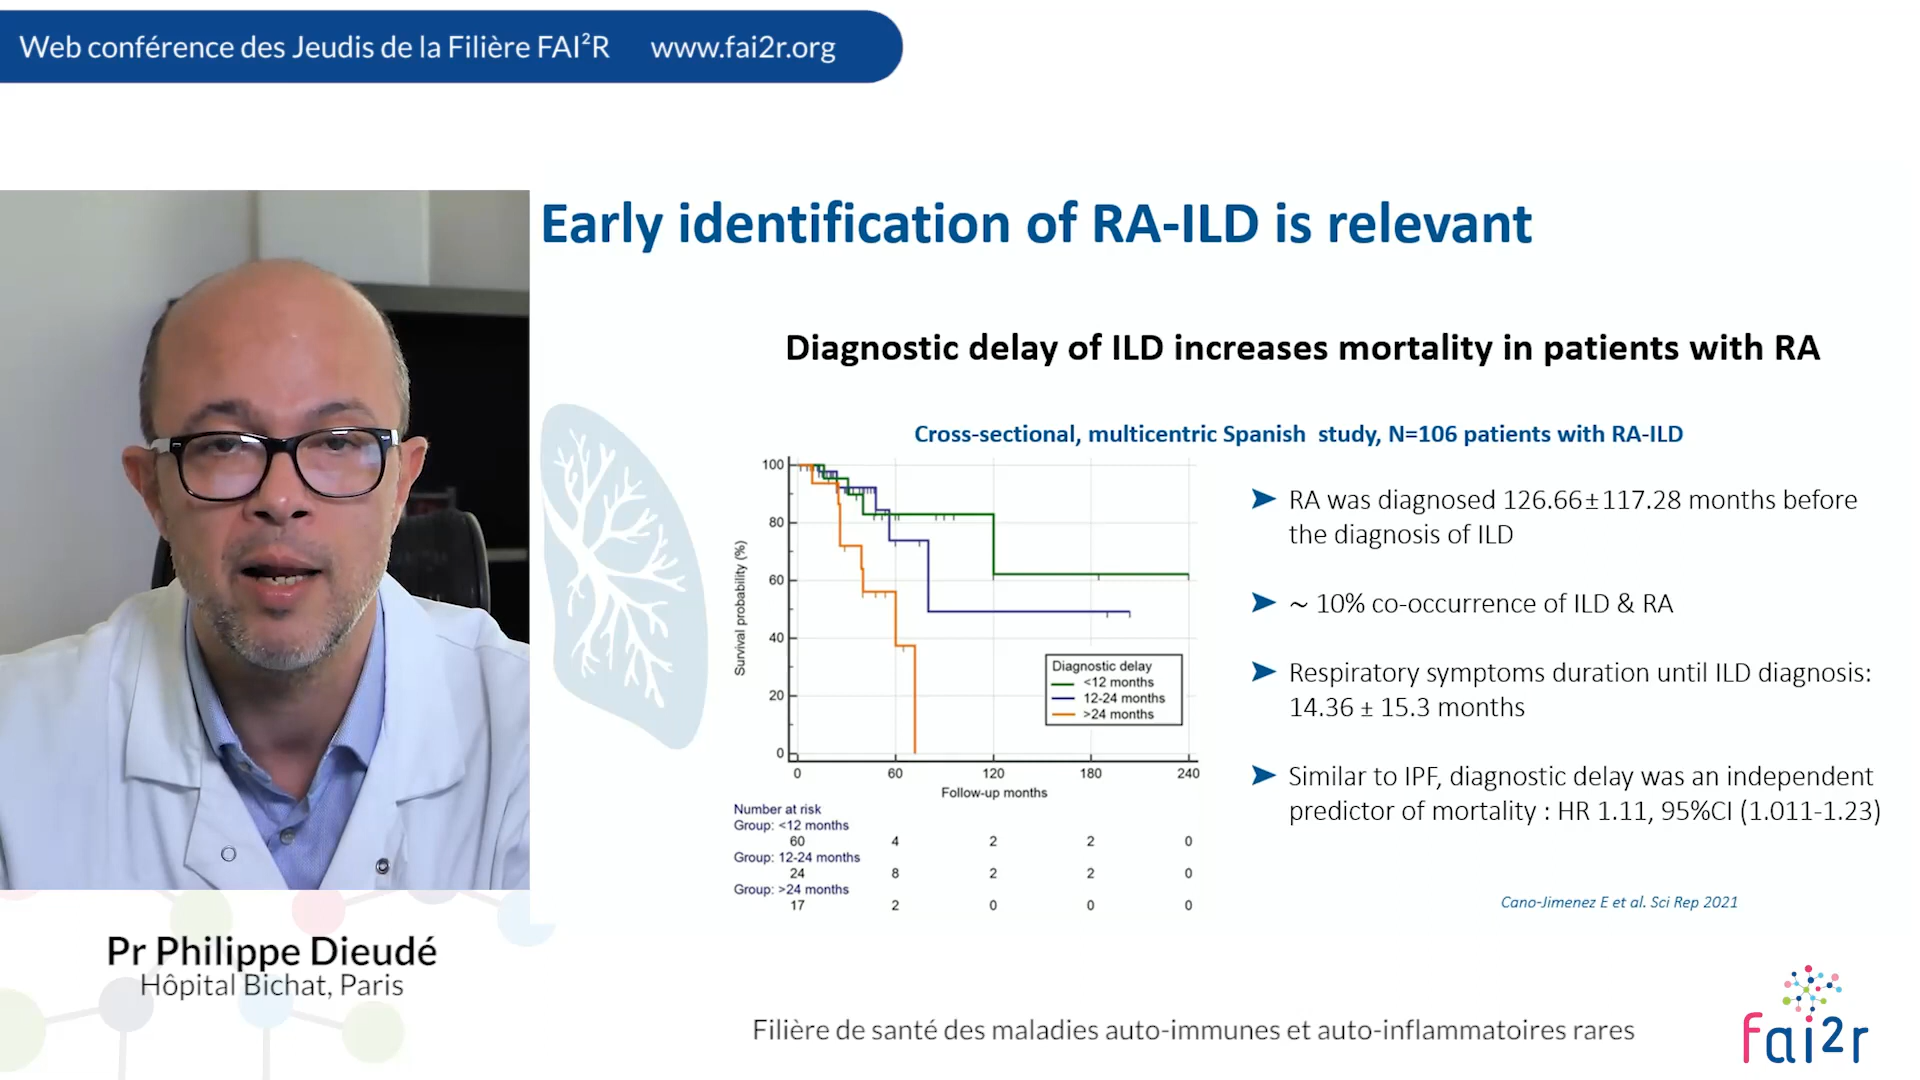 Web conférence des Jeudis de la Filière FAI²R www.fai2r.org
Early identification of RA-ILD is relevant
Diagnostic delay of ILD increases mortality in patients with RA
Cross-sectional, multicentric Spanish study, N=106 patients with RA-ILD
Survival probability (%)
100
80
60
40
20
0
0 60 120 180 240
Follow-up months
Diagnostic delay
<12 months
12-24 months
>24 months
Number at risk
Group: <12 months
60 4 2 2 0
Group: 12-24 months
24 8 2 2 0
Group: >24 months
17 2 0 0 0
➤ RA was diagnosed 126.66±117.28 months before
the diagnosis of ILD
➤ ~ 10% co-occurrence of ILD & RA
➤ Respiratory symptoms duration until ILD diagnosis:
14.36 ± 15.3 months
➤ Similar to IPF, diagnostic delay was an independent
predictor of mortality : HR 1.11, 95%CI (1.011-1.23)
Cano-Jimenez E et al. Sci Rep 2021
Pr Philippe Dieudé
Hôpital Bichat, Paris
Filière de santé des maladies auto-immunes et auto-inflammatoires rares
fai2r